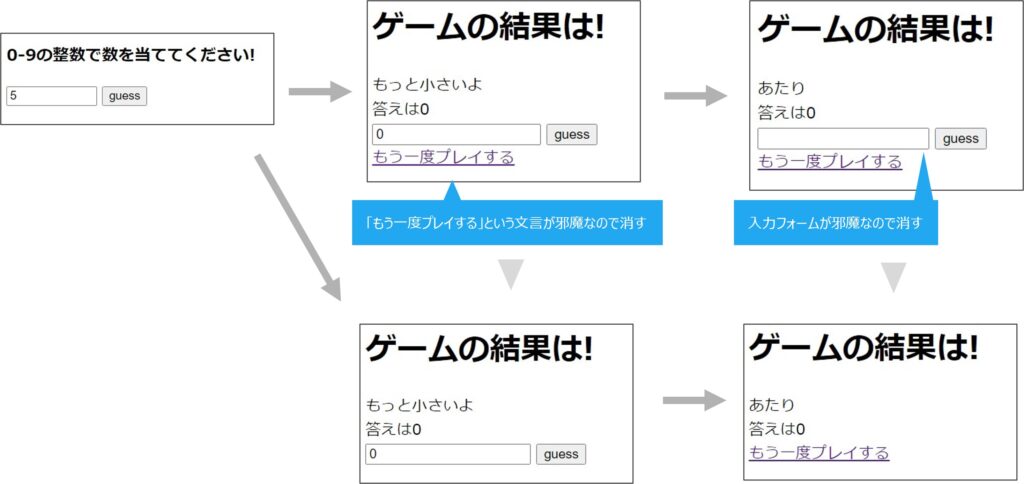 0-9の整数で数を当ててください!
5
guess
ゲームの結果は!
もっと小さいよ
答えは0
0
guess
もう一度プレイする
ゲームの結果は!
あたり
答えは0
guess
もう一度プレイする
「もう一度プレイする」という文言が邪魔なので消す
入力フォームが邪魔なので消す
ゲームの結果は!
もっと小さいよ
答えは0
0
guess
ゲームの結果は!
あたり
答えは0
もう一度プレイする